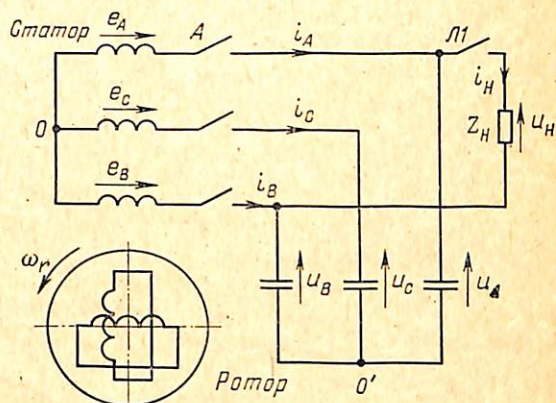 Статор
e_A
A
i_A
Л1
i_H
Z_H
u_H
e_C
i_C
0
e_B
i_B
ω_r
u_B
u_C
u_A
Ротор
0'